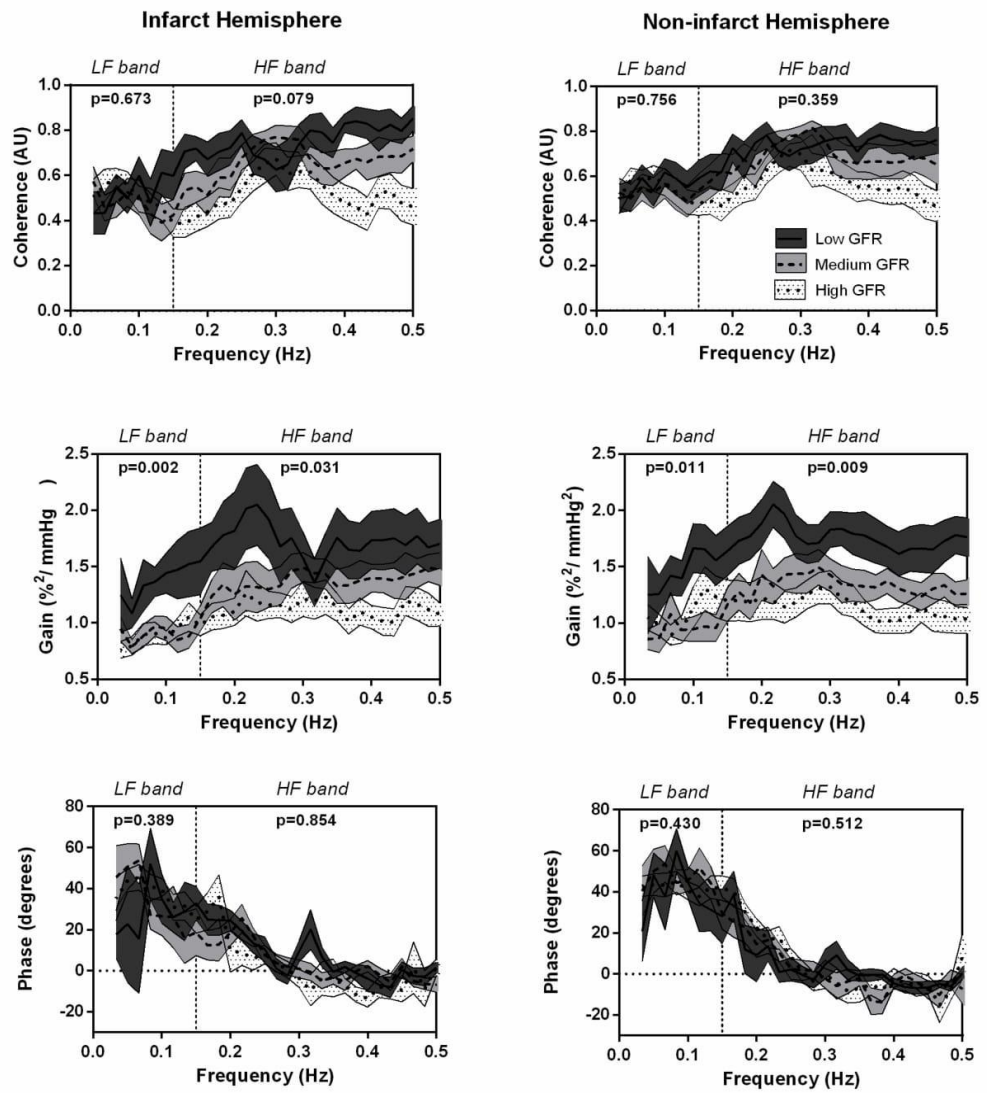 Infarct Hemisphere
Non-infarct Hemisphere
LF band HF band
p=0.673 p=0.079
Coherence (AU)
1.0
0.8
0.6
0.4
0.2
0.0
0.0 0.1 0.2 0.3 0.4 0.5
Frequency (Hz)
LF band HF band
p=0.756 p=0.359
Coherence (AU)
1.0
0.8
0.6
0.4
0.2
0.0
Low GFR
Medium GFR
High GFR
0.0 0.1 0.2 0.3 0.4 0.5
Frequency (Hz)
LF band HF band
p=0.002 p=0.031
Gain (%²/ mmHg )
2.5
2.0
1.5
1.0
0.5
0.0 0.1 0.2 0.3 0.4 0.5
Frequency (Hz)
LF band HF band
p=0.011 p=0.009
Gain (%²/ mmHg²)
2.5
2.0
1.5
1.0
0.5
0.0 0.1 0.2 0.3 0.4 0.5
Frequency (Hz)
LF band HF band
p=0.389 p=0.854
Phase (degrees)
80
60
40
20
0
-20
0.0 0.1 0.2 0.3 0.4 0.5
Frequency (Hz)
LF band HF band
p=0.430 p=0.512
Phase (degrees)
80
60
40
20
0
-20
0.0 0.1 0.2 0.3 0.4 0.5
Frequency (Hz)